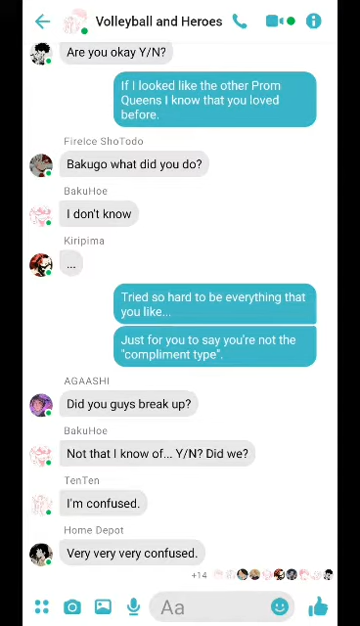 Volleyball and Heroes
Are you okay Y/N?
If I looked like the other Prom
Queens I know that you loved
before.
FireIce ShoTodo
Bakugo what did you do?
BakuHoe
I don't know
Kiripima
...
Tried so hard to be everything that
you like...
Just for you to say you're not the
"compliment type".
AGAASHI
Did you guys break up?
BakuHoe
Not that I know of... Y/N? Did we?
TenTen
I'm confused.
Home Depot
Very very very confused.
+14
Aa